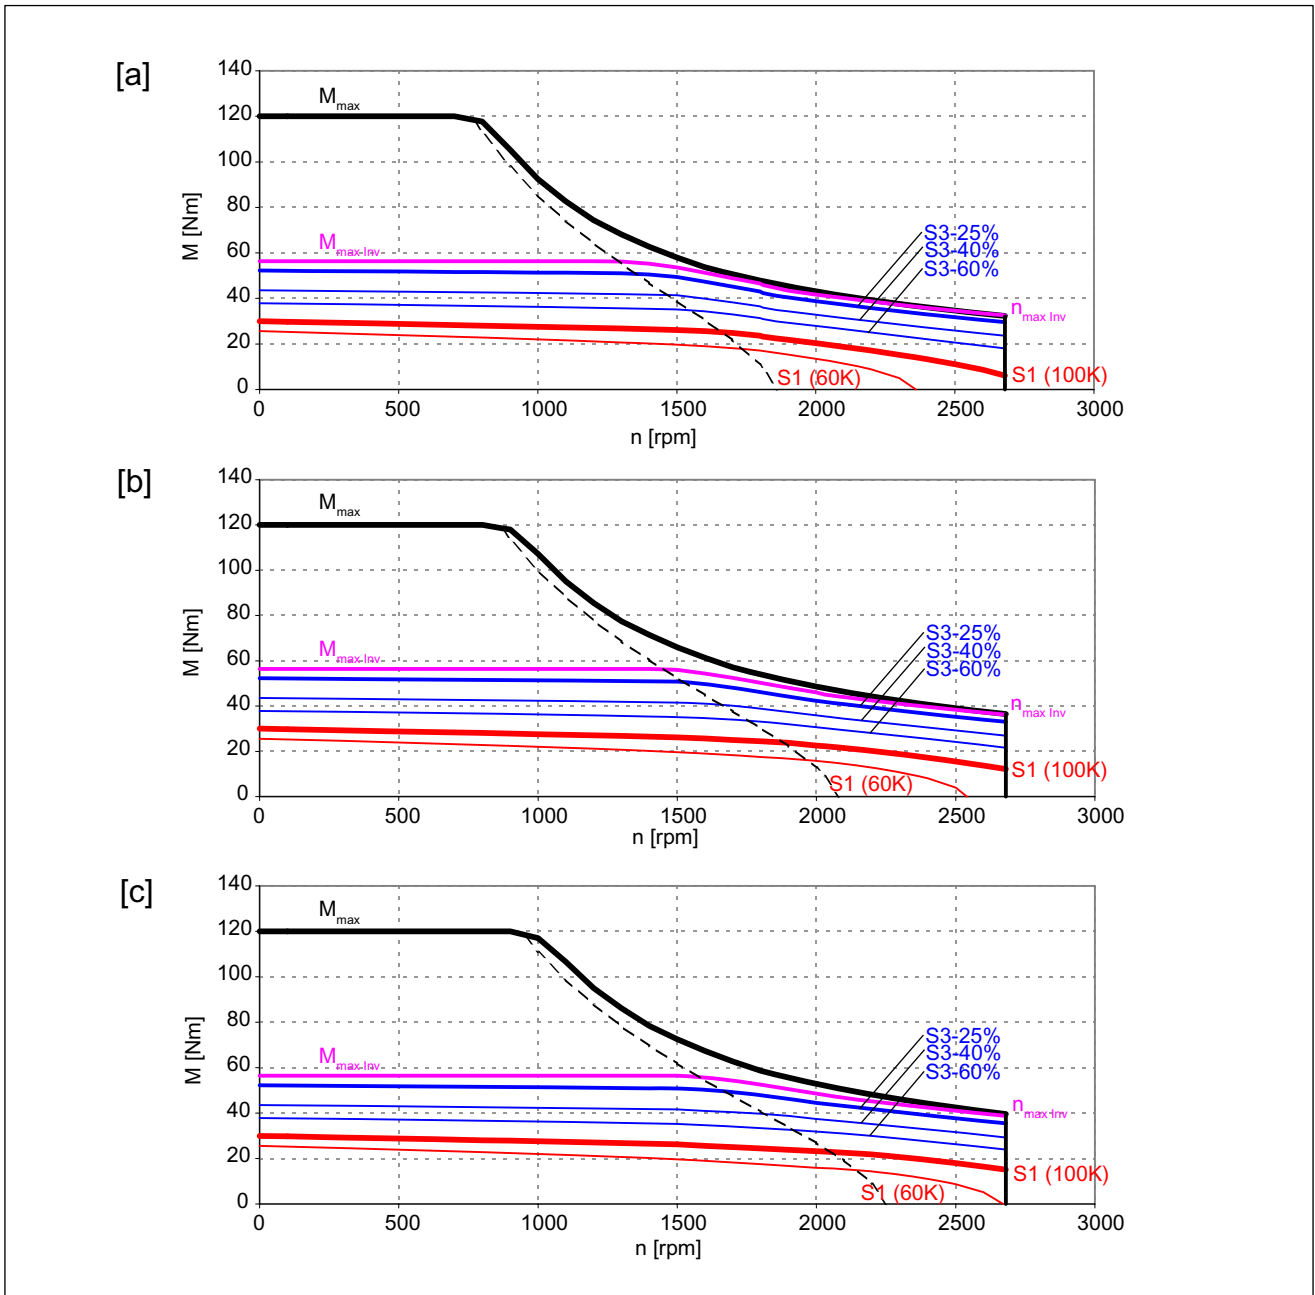 [a]
140
120
100
80
60
40
20
0
M [Nm]
Mmax
Mmax Inv
S3-25%
S3-40%
S3-60%
nmax Inv
S1 (60K)
S1 (100K)
0 500 1000 1500 2000 2500 3000
n [rpm]
[b]
140
120
100
80
60
40
20
0
M [Nm]
Mmax
Mmax Inv
S3-25%
S3-40%
S3-60%
nmax Inv
S1 (100K)
S1 (60K)
0 500 1000 1500 2000 2500 3000
n [rpm]
[c]
140
120
100
80
60
40
20
0
M [Nm]
Mmax
Mmax Inv
S3-25%
S3-40%
S3-60%
nmax Inv
S1 (100K)
S1 (60K)
0 500 1000 1500 2000 2500 3000
n [rpm]